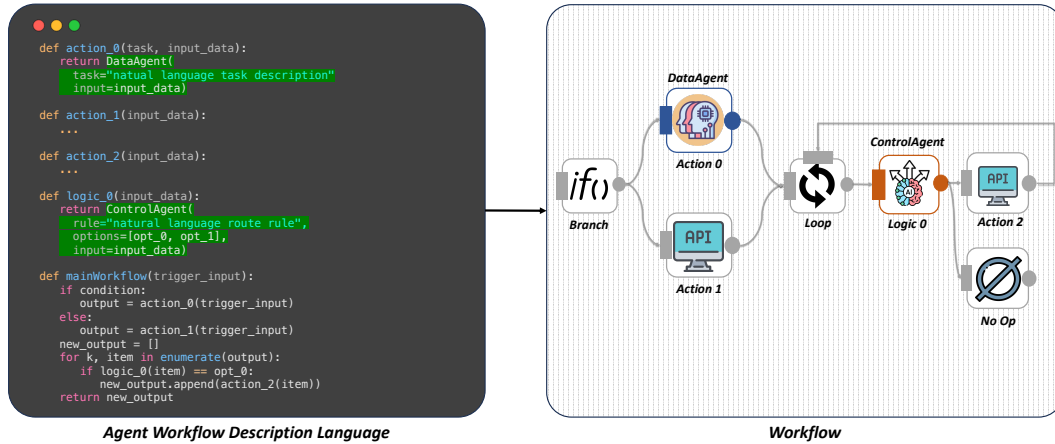 def action_0(task, input_data):
return DataAgent(
task="natual language task description"
input=input_data)
def action_1(input_data):
...
def action_2(input_data):
...
def logic_0(input_data):
return ControlAgent(
rule="natural language route rule",
options=[opt_0, opt_1],
input=input_data)
def mainWorkflow(trigger_input):
if condition:
output = action_0(trigger_input)
else:
output = action_1(trigger_input)
new_output = []
for k, item in enumerate(output):
if logic_0(item) == opt_0:
new_output.append(action_2(item))
return new_output
Agent Workflow Description Language
DataAgent
Action 0
if()
Branch
API
Action 1
Loop
ControlAgent
AI
Logic 0
API
Action 2
No Op
Workflow